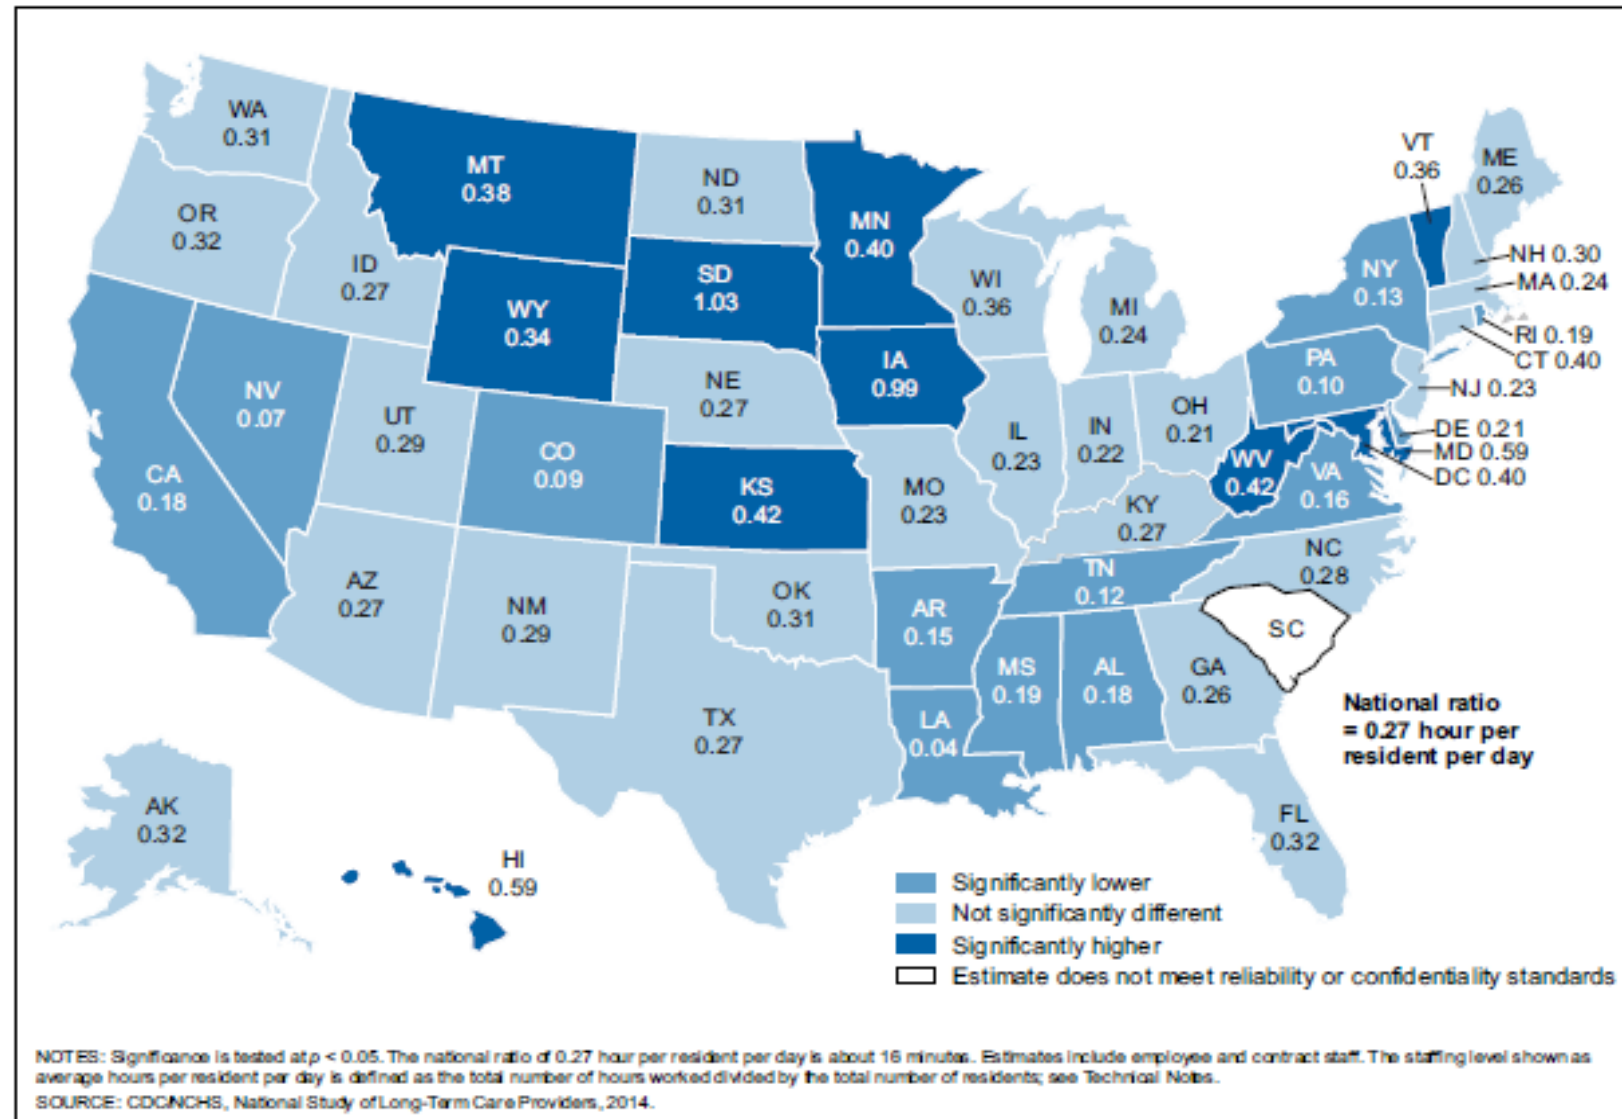 WA
0.31
MT
0.38
ND
0.31
MN
0.40
VT
0.36
ME
0.26
OR
0.32
ID
0.27
SD
1.03
WI
0.36
MI
0.24
NY
0.13
NH 0.30
MA 0.24
RI 0.19
CT 0.40
WY
0.34
IA
0.99
PA
0.10
NJ 0.23
NV
0.07
UT
0.29
NE
0.27
IL
0.23
IN
0.22
OH
0.21
DE 0.21
MD 0.59
DC 0.40
CA
0.18
CO
0.09
KS
0.42
MO
0.23
WV
0.42
VA
0.16
KY
0.27
AZ
0.27
NM
0.29
OK
0.31
AR
0.15
TN
0.12
NC
0.28
SC
MS
0.19
AL
0.18
GA
0.26
TX
0.27
LA
0.04
National ratio
= 0.27 hour per
resident per day
AK
0.32
HI
0.59
FL
0.32
Significantly lower
Not significantly different
Significantly higher
Estimate does not meet reliability or confidentiality standards
NOTES: Significance is tested at p < 0.05. The national ratio of 0.27 hour per resident per day is about 16 minutes. Estimates include employee and contract staff. The staffing level shown as
average hours per resident per day is defined as the total number of hours worked divided by the total number of residents; see Technical Notes.
SOURCE: CDC/NCHS, National Study of Long-Term Care Providers, 2014.